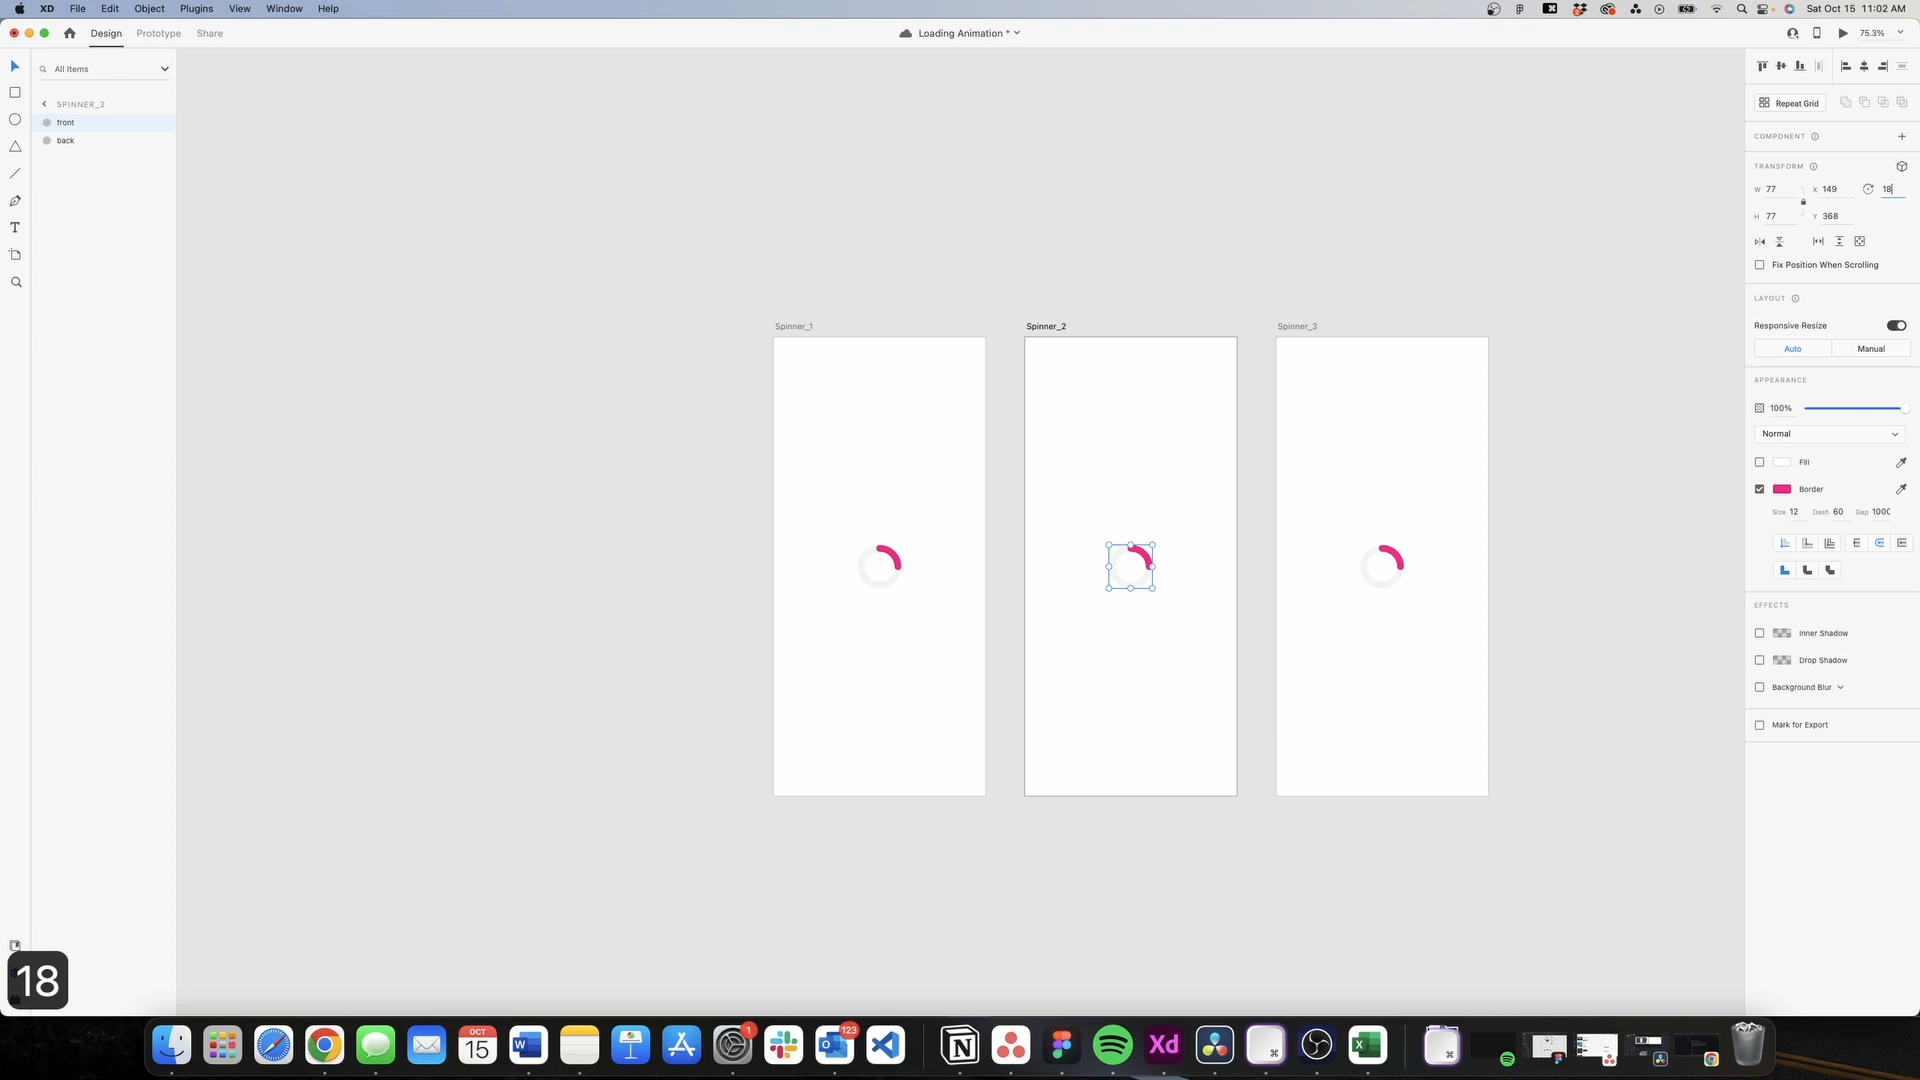 XD File Edit Object Plugins View Window Help
Sat Oct 15 11:02 AM
Design Prototype Share
Loading Animation *
75.3%
All Items
SPINNER_2
front
back
Repeat Grid
COMPONENT
TRANSFORM
W 77 X 149 18
H 77 Y 368
Fix Position When Scrolling
LAYOUT
Responsive Resize
Auto Manual
APPEARANCE
100%
Normal
Fill
Border
Size 12 Dash 60 Gap 1000
EFFECTS
Inner Shadow
Drop Shadow
Background Blur
Mark for Export
Spinner_1
Spinner_2
Spinner_3
18
OCT
15
1
123
Xd